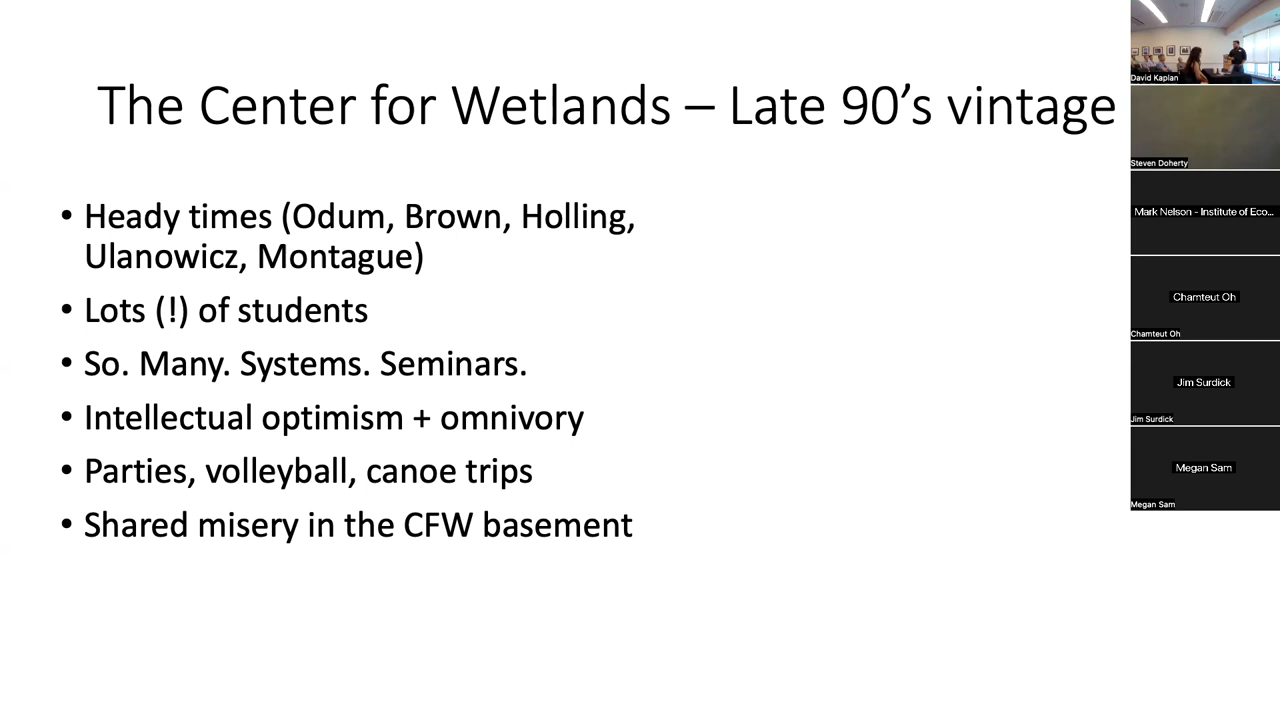 The Center for Wetlands – Late 90’s vintage
• Heady times (Odum, Brown, Holling,
Ulanowicz, Montague)
• Lots (!) of students
• So. Many. Systems. Seminars.
• Intellectual optimism + omnivory
• Parties, volleyball, canoe trips
• Shared misery in the CFW basement
David Kaplan
Steven Doherty
Mark Nelson - Institute of Eco...
Chamteut Oh
Chamteut Oh
Jim Surdick
Jim Surdick
Megan Sam
Megan Sam